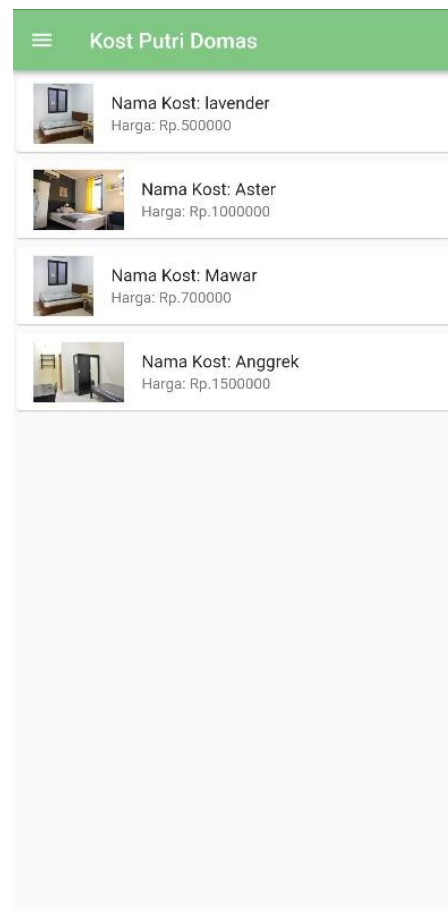 Kost Putri Domas
Nama Kost: lavender
Harga: Rp.500000
Nama Kost: Aster
Harga: Rp.1000000
Nama Kost: Mawar
Harga: Rp.700000
Nama Kost: Anggrek
Harga: Rp.1500000